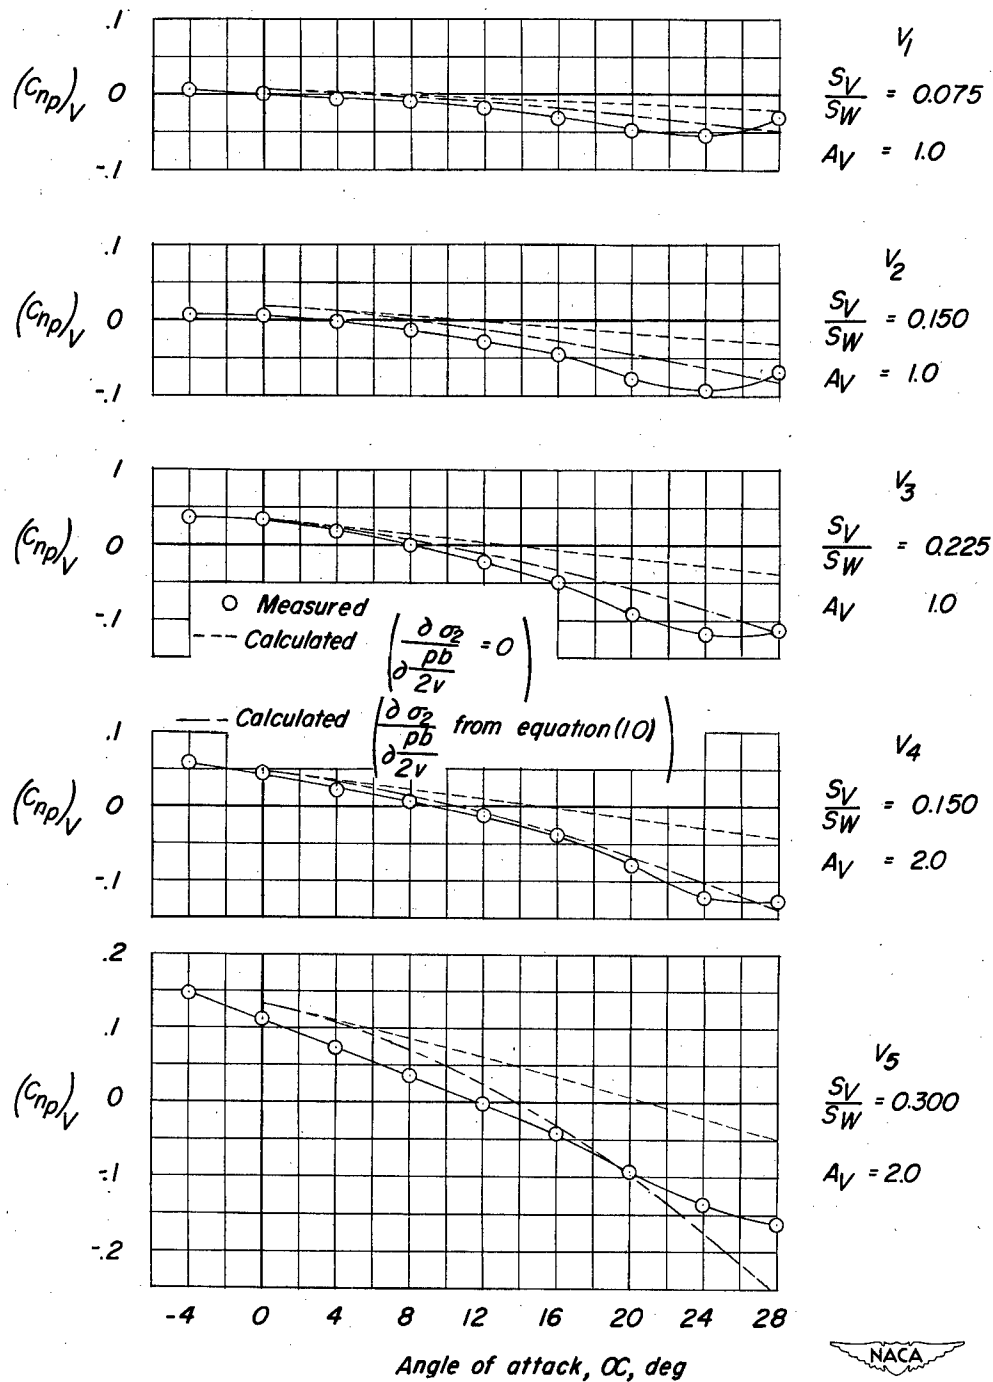 .1
(Cnp)V 0
-.1
V1
SV/SW = 0.075
AV = 1.0
.1
(Cnp)V 0
-.1
V2
SV/SW = 0.150
AV = 1.0
1
(Cnp)V 0
-.1
V3
SV/SW = 0.225
AV 1.0
Measured
Calculated (∂σ2/∂ pb/2v = 0)
Calculated (∂σ2/∂ pb/2v from equation (10))
.1
(Cnp)V 0
-.1
V4
SV/SW = 0.150
AV = 2.0
.2
.1
(Cnp)V 0
-.1
-.2
V5
SV/SW = 0.300
AV = 2.0
-4 0 4 8 12 16 20 24 28
Angle of attack, α, deg
NACA